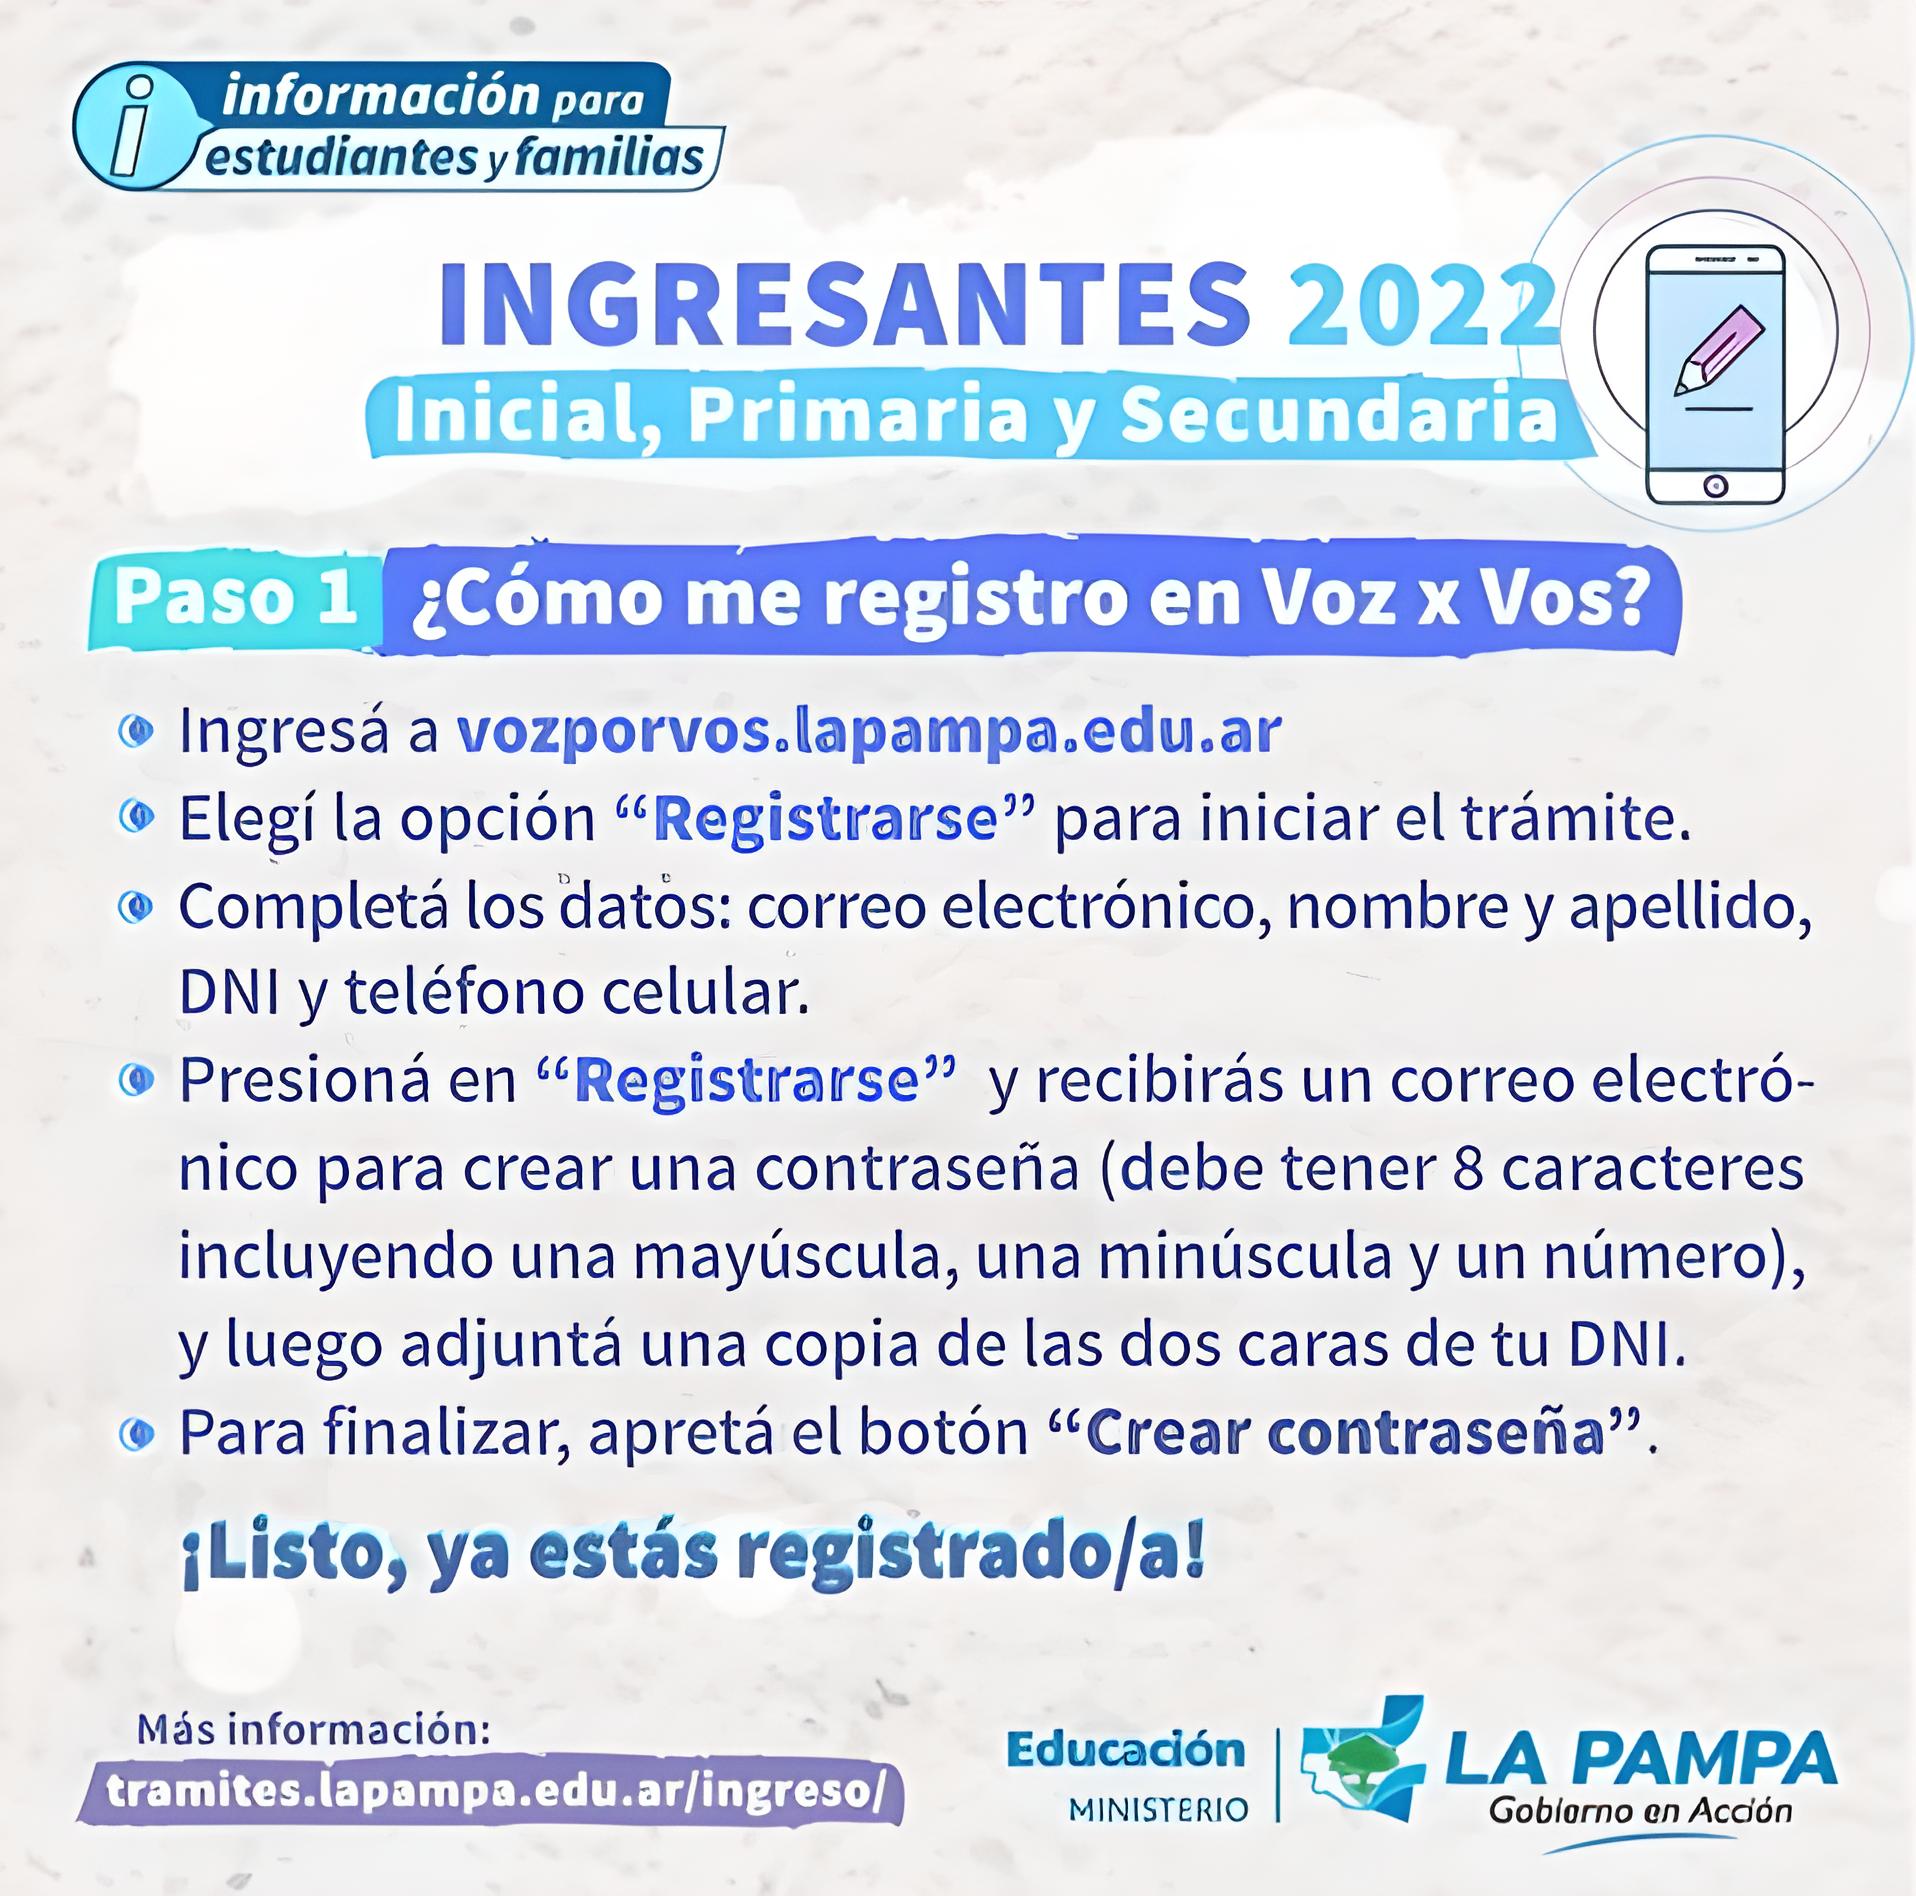 información para
estudiantes y familias
INGRESANTES 2022
Inicial, Primaria y Secundaria
Paso 1 ¿Cómo me registro en Voz x Vos?
Ingresá a vozporvos.lapampa.edu.ar
Elegí la opción “Registrarse” para iniciar el trámite.
Completá los datos: correo electrónico, nombre y apellido,
DNI y teléfono celular.
Presioná en “Registrarse” y recibirás un correo electró-
nico para crear una contraseña (debe tener 8 caracteres
incluyendo una mayúscula, una minúscula y un número),
y luego adjuntá una copia de las dos caras de tu DNI.
Para finalizar, apretá el botón “Crear contraseña”.
¡Listo, ya estás registrado/a!
Más información:
tramites.lapampa.edu.ar/ingreso/
Educación
MINISTERIO
LA PAMPA
Gobierno en Acción